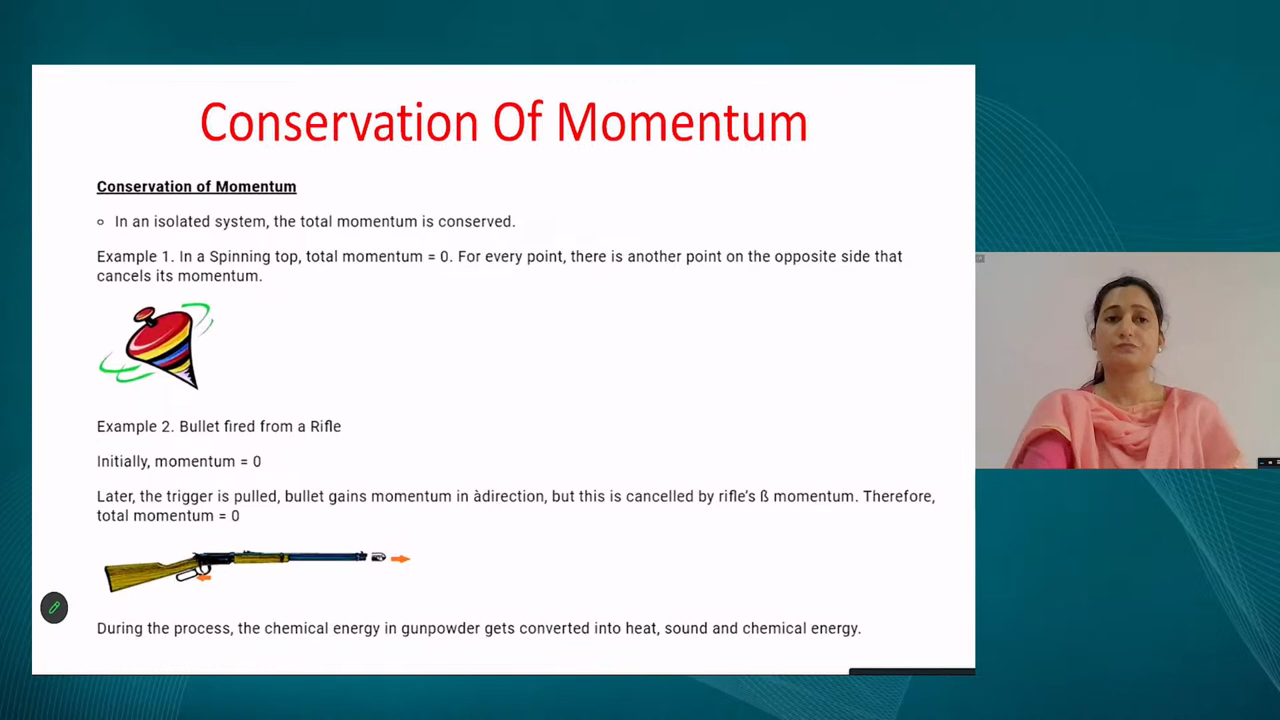 Conservation Of Momentum
Conservation of Momentum
In an isolated system, the total momentum is conserved.
Example 1. In a Spinning top, total momentum = 0. For every point, there is another point on the opposite side that
cancels its momentum.
Example 2. Bullet fired from a Rifle
Initially, momentum = 0
Later, the trigger is pulled, bullet gains momentum in àdirection, but this is cancelled by rifle's ß momentum. Therefore,
total momentum = 0
During the process, the chemical energy in gunpowder gets converted into heat, sound and chemical energy.